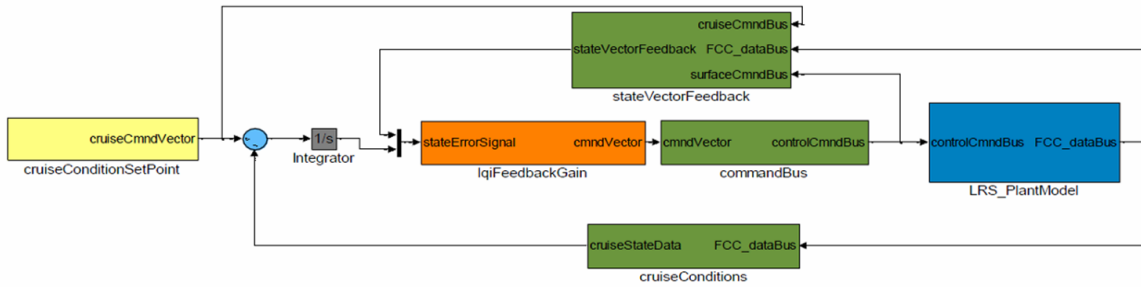 cruiseCmndBus
stateVectorFeedback FCC_dataBus
surfaceCmndBus
stateVectorFeedback
cruiseCmndVector
cruiseConditionSetPoint
1/s
Integrator
stateErrorSignal cmndVector
lqiFeedbackGain
cmndVector controlCmndBus
commandBus
controlCmndBus FCC_dataBus
LRS_PlantModel
cruiseStateData FCC_dataBus
cruiseConditions